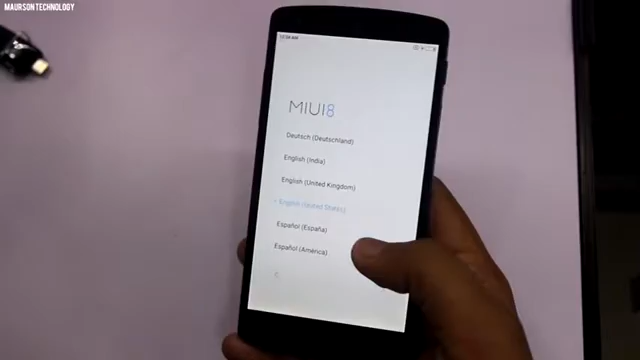 MAURSON TECHNOLOGY
MIUI8
Deutsch (Deutschland)
English (India)
English (United Kingdom)
English (United States)
Español (España)
Español (América)